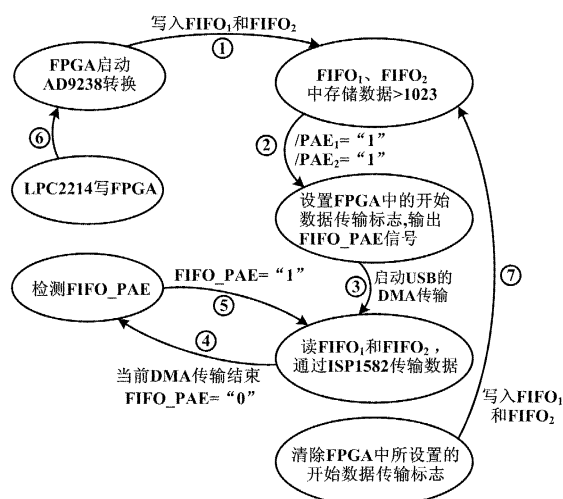 写入FIFO₁和FIFO₂
①
FPGA启动
AD9238转换
FIFO₁、FIFO₂
中存储数据>1023
⑥
②
/PAE₁=“1”
/PAE₂=“1”
LPC2214写FPGA
设置FPGA中的开始
数据传输标志,输出
FIFO_PAE信号
③
启动USB的
DMA传输
⑦
FIFO_PAE=“1”
检测FIFO_PAE
⑤
④
读FIFO₁和FIFO₂，
通过ISP1582传输数据
当前DMA传输结束
FIFO_PAE=“0”
写入FIFO₁
和FIFO₂
清除FPGA中所设置的
开始数据传输标志